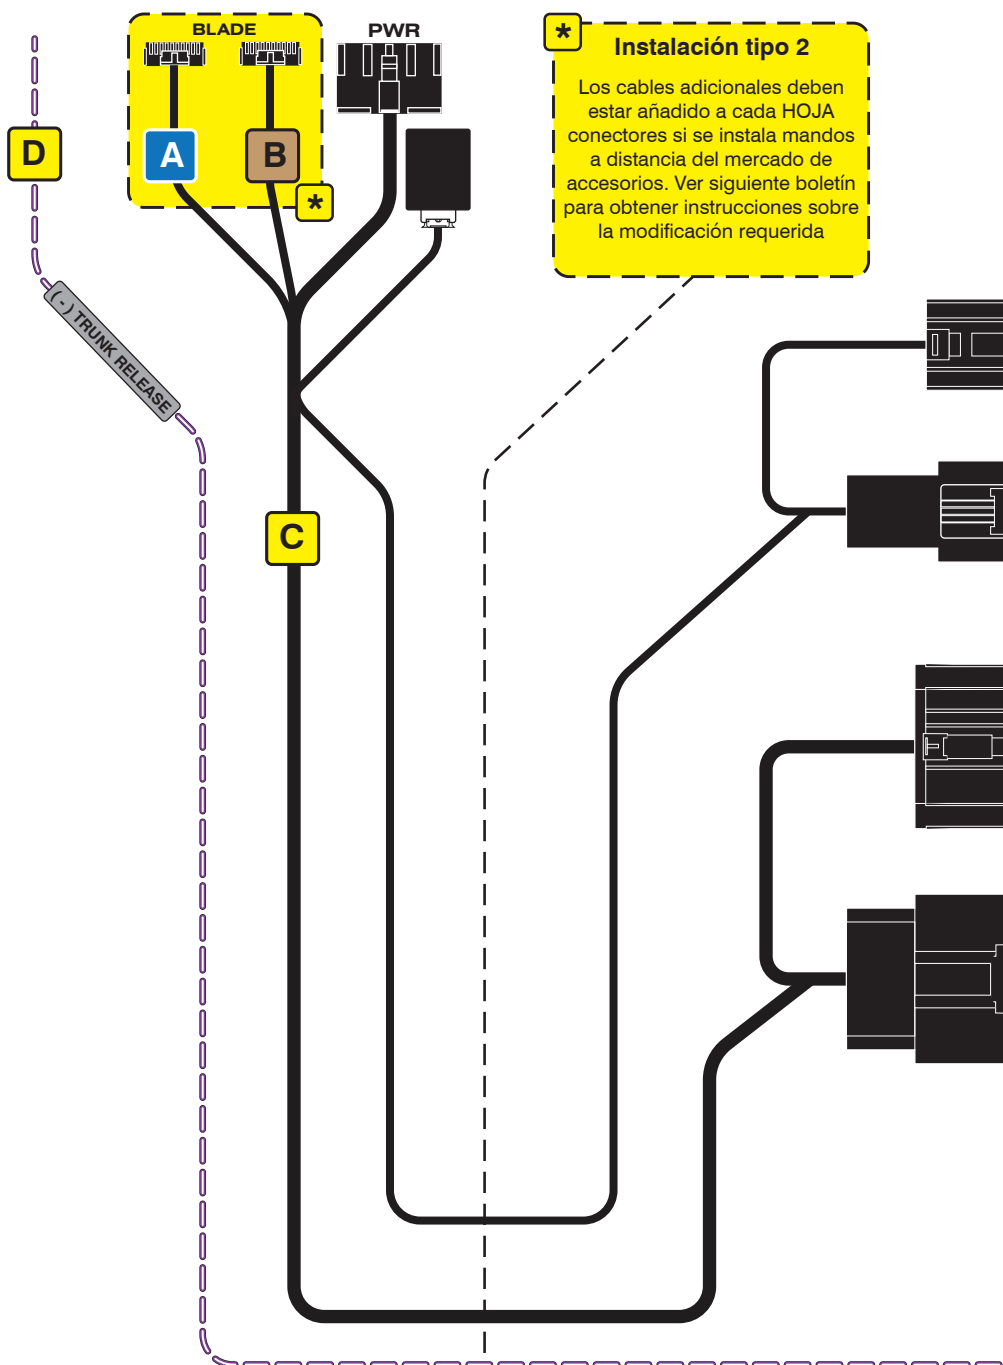 BLADE
PWR
D
A
B
*
*
Instalación tipo 2
Los cables adicionales deben
estar añadido a cada HOJA
conectores si se instala mandos
a distancia del mercado de
accesorios. Ver siguiente boletín
para obtener instrucciones sobre
la modificación requerida
(-) TRUNK RELEASE
C